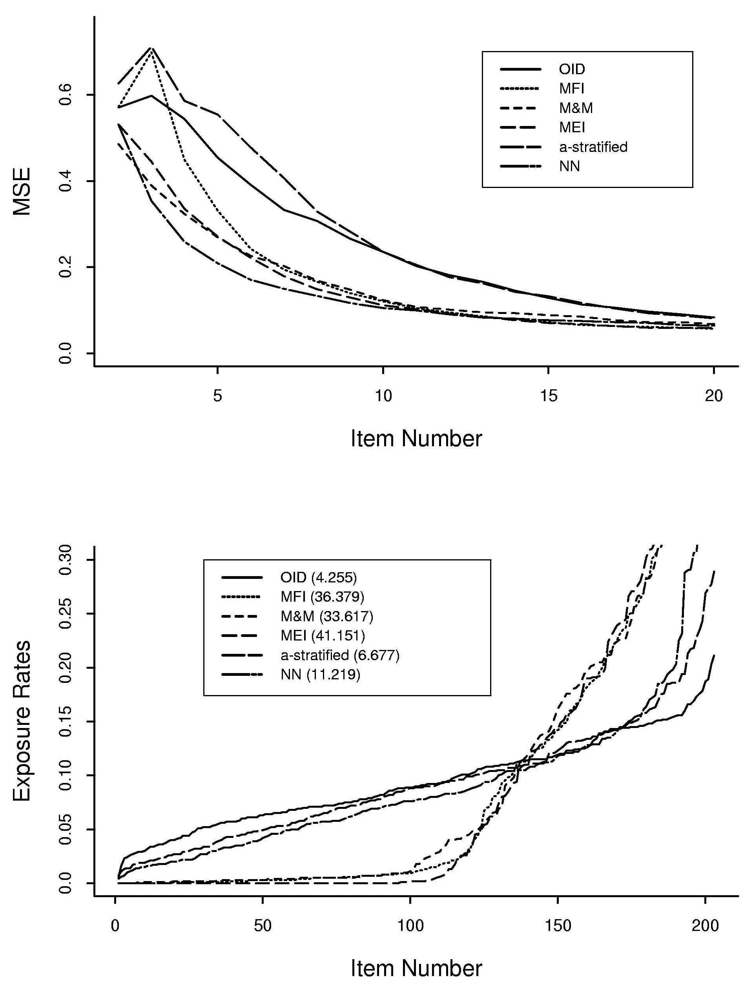 MSE
0.6
0.4
0.2
0.0
OID
MFI
M&M
MEI
a-stratified
NN
5 10 15 20
Item Number
Exposure Rates
0.30
0.25
0.20
0.15
0.10
0.05
0.0
OID (4.255)
MFI (36.379)
M&M (33.617)
MEI (41.151)
a-stratified (6.677)
NN (11.219)
0 50 100 150 200
Item Number